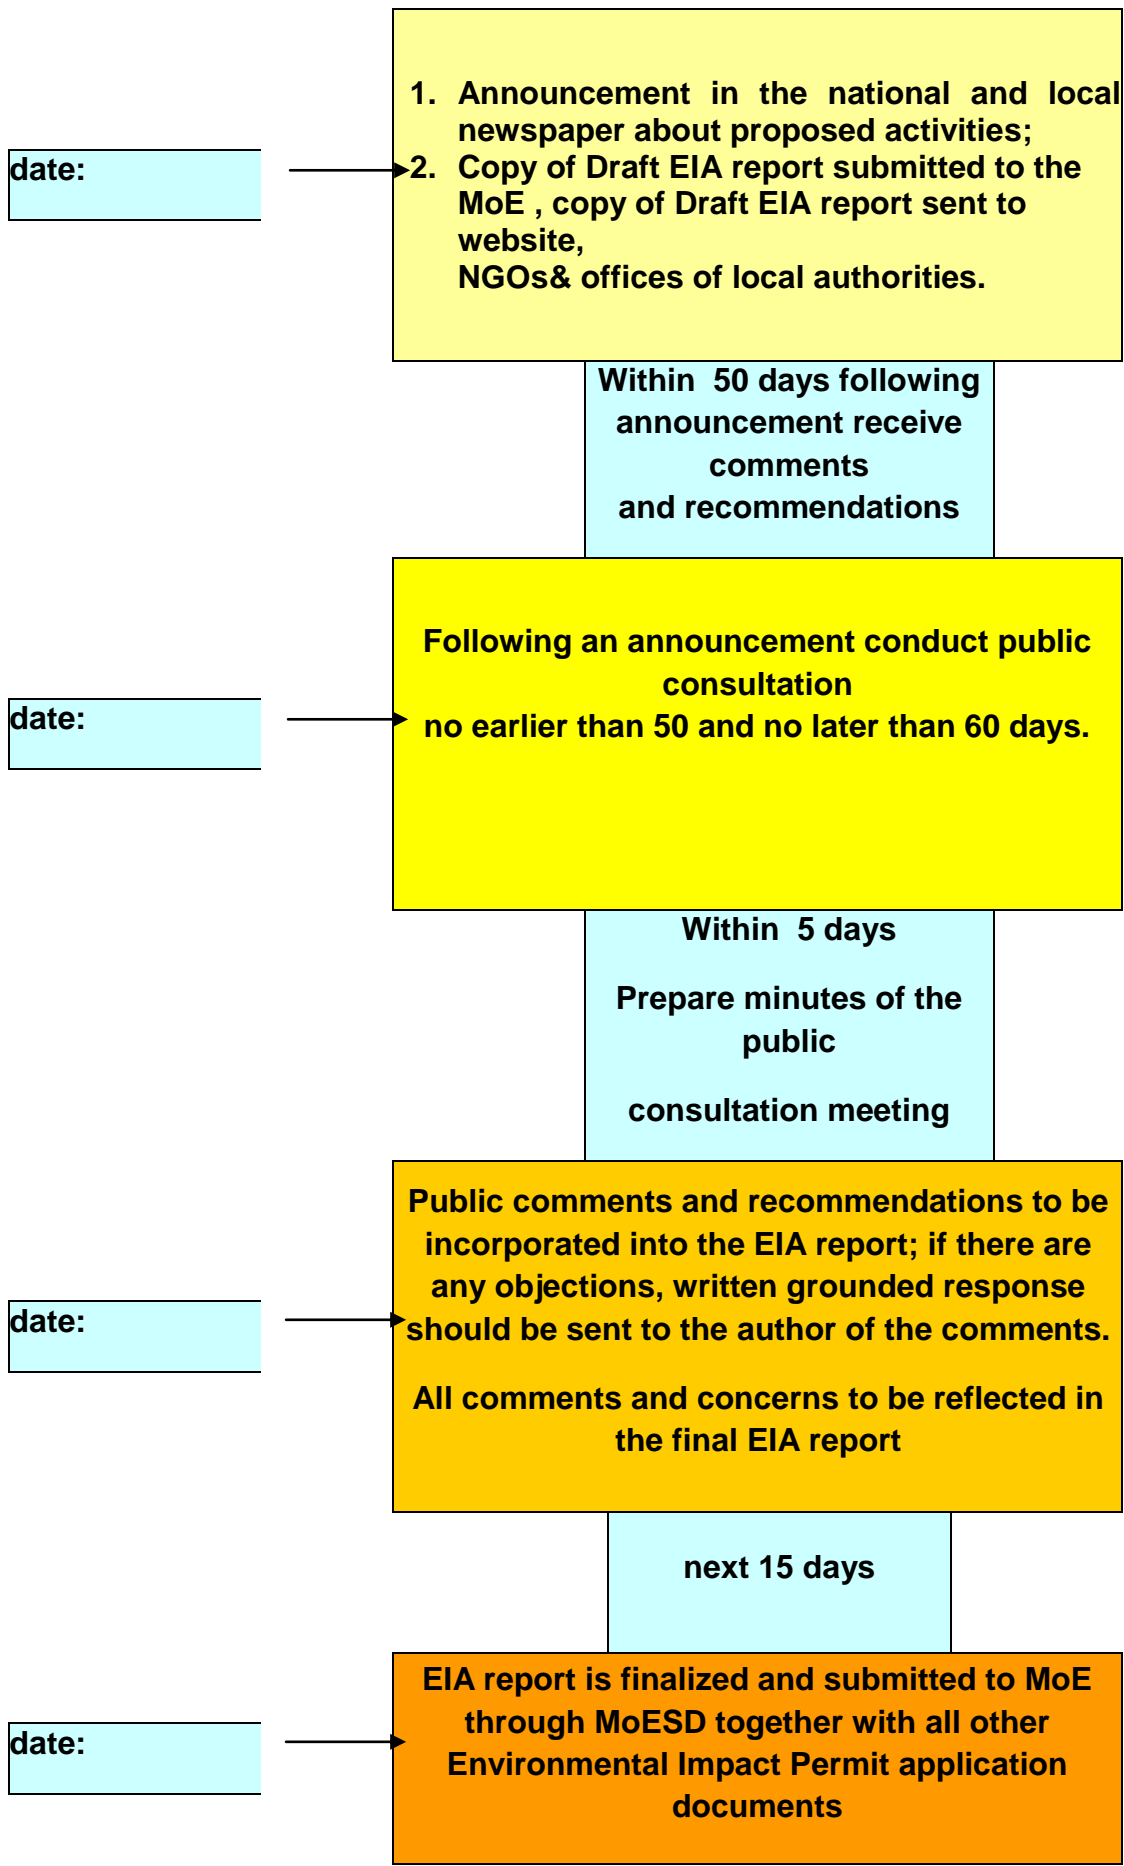 1. Announcement in the national and local
newspaper about proposed activities;
date:
2. Copy of Draft EIA report submitted to the
MoE , copy of Draft EIA report sent to
website,
NGOs& offices of local authorities.
Within 50 days following
announcement receive
comments
and recommendations
Following an announcement conduct public
consultation
date:
no earlier than 50 and no later than 60 days.
Within 5 days
Prepare minutes of the
public
consultation meeting
Public comments and recommendations to be
incorporated into the EIA report; if there are
any objections, written grounded response
date:
should be sent to the author of the comments.
All comments and concerns to be reflected in
the final EIA report
next 15 days
EIA report is finalized and submitted to MoE
through MoESD together with all other
date:
Environmental Impact Permit application
documents